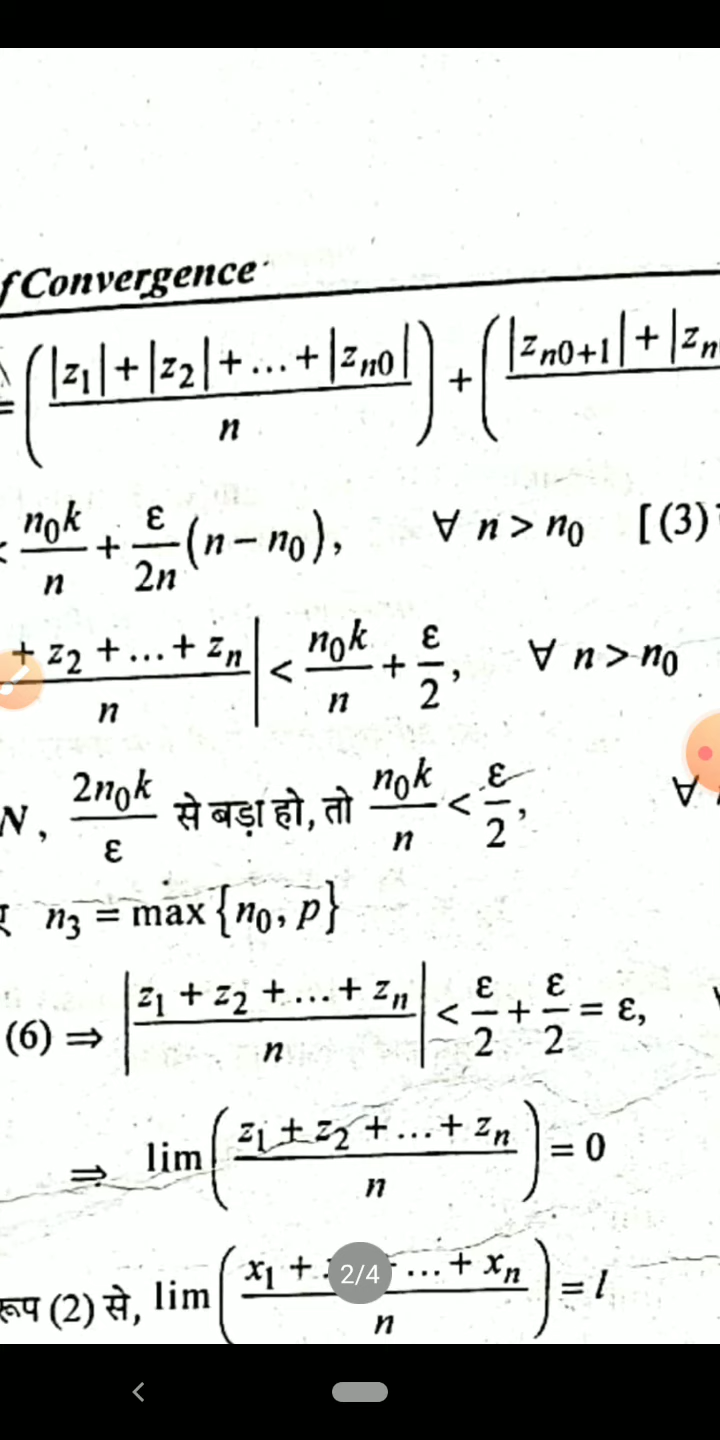 f Convergence
= (|z₁| + |z₂| + ... + |zₙ₀| / n) + (|zₙ₀₊₁| + |zₙ
< n₀k/n + ε/2n (n − n₀), ∀ n > n₀ [(3)
+ z₂ + ... + zₙ / n | < n₀k/n + ε/2, ∀ n > n₀
N, 2n₀k/ε से बड़ा हो, तो n₀k/n < ε/2, ∀
n₃ = max {n₀, p}
(6) ⇒ |z₁ + z₂ + ... + zₙ / n| < ε/2 + ε/2 = ε,
⇒ lim (z₁ + z₂ + ... + zₙ / n) = 0
रूप (2) से, lim (x₁ + ... + xₙ / n) = l
2/4